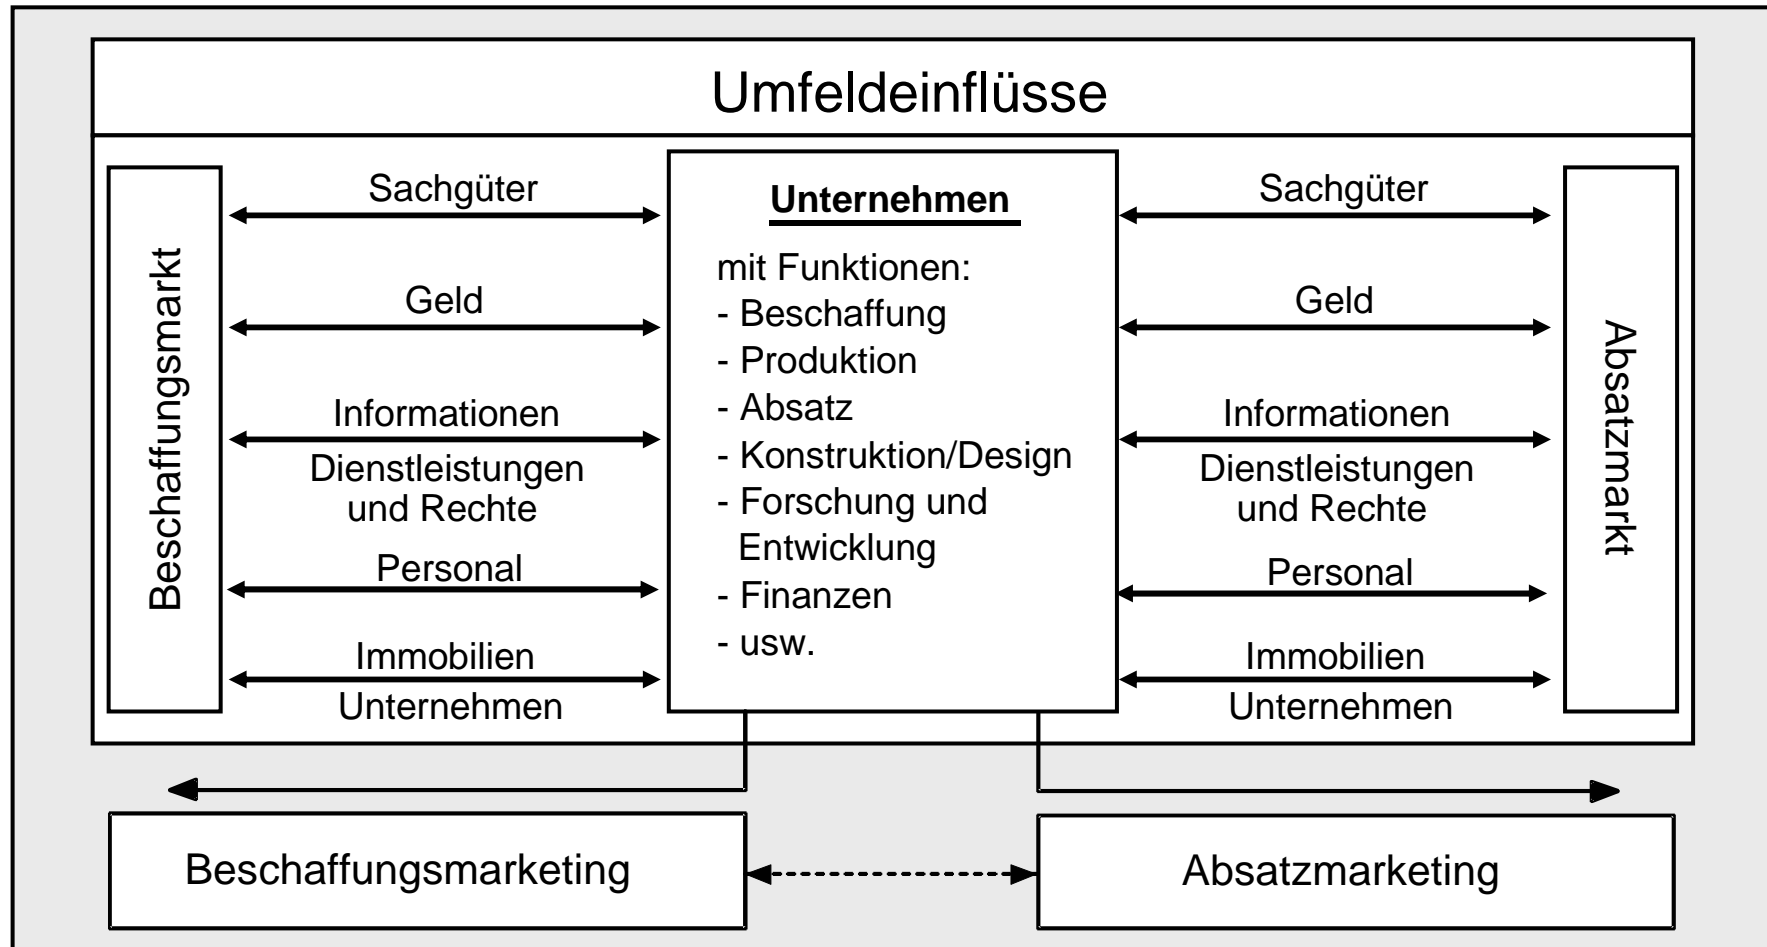 Umfeldeinflüsse
Beschaffungsmarkt
Sachgüter
Geld
Informationen
Dienstleistungen
und Rechte
Personal
Immobilien
Unternehmen
Unternehmen
mit Funktionen:
- Beschaffung
- Produktion
- Absatz
- Konstruktion/Design
- Forschung und
Entwicklung
- Finanzen
- usw.
Sachgüter
Geld
Informationen
Dienstleistungen
und Rechte
Personal
Immobilien
Unternehmen
Absatzmarkt
Beschaffungsmarketing
Absatzmarketing